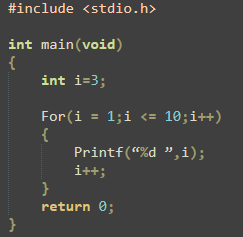 #include <stdio.h>
int main(void)
{
int i=3;
For(i = 1;i <= 10;i++)
{
Printf(“%d ”,i);
i++;
}
return 0;
}